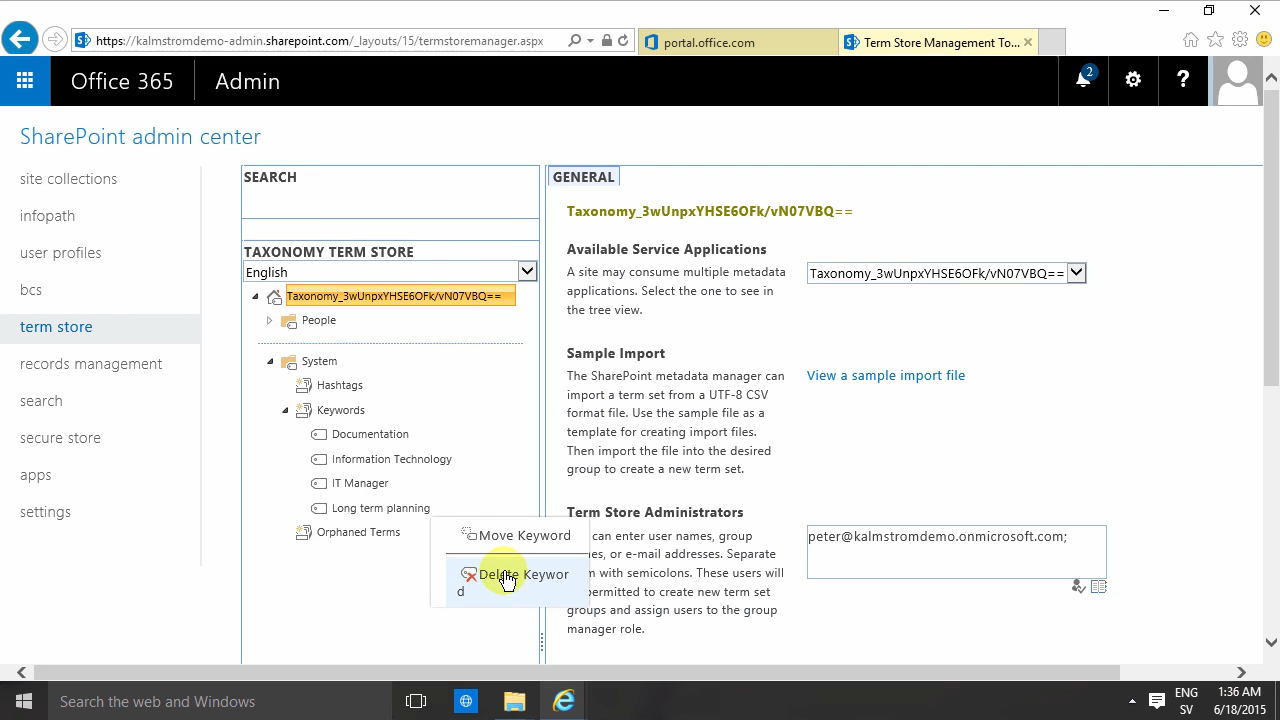 https://kalmstromdemo-admin.sharepoint.com/_layouts/15/termstoremanager.aspx
portal.office.com
Term Store Management To...
Office 365
Admin
2
?
SharePoint admin center
site collections
infopath
user profiles
bcs
term store
records management
search
secure store
apps
settings
SEARCH
TAXONOMY TERM STORE
English
Taxonomy_3wUnpxYHSE6OFk/vN07VBQ==
People
System
Hashtags
Keywords
Documentation
Information Technology
IT Manager
Long term planning
Orphaned Terms
Move Keyword
Delete Keywor
d
GENERAL
Taxonomy_3wUnpxYHSE6OFk/vN07VBQ==
Available Service Applications
A site may consume multiple metadata
applications. Select the one to see in
the tree view.
Taxonomy_3wUnpxYHSE6OFk/vN07VBQ==
Sample Import
The SharePoint metadata manager can
import a term set from a UTF-8 CSV
format file. Use the sample file as a
template for creating import files.
Then import the file into the desired
group to create a new term set.
View a sample import file
Term Store Administrators
can enter user names, group
or e-mail addresses. Separate
with semicolons. These users will
permitted to create new term set
groups and assign users to the group
manager role.
peter@kalmstromdemo.onmicrosoft.com;
Search the web and Windows
ENG
SV
1:36 AM
6/18/2015